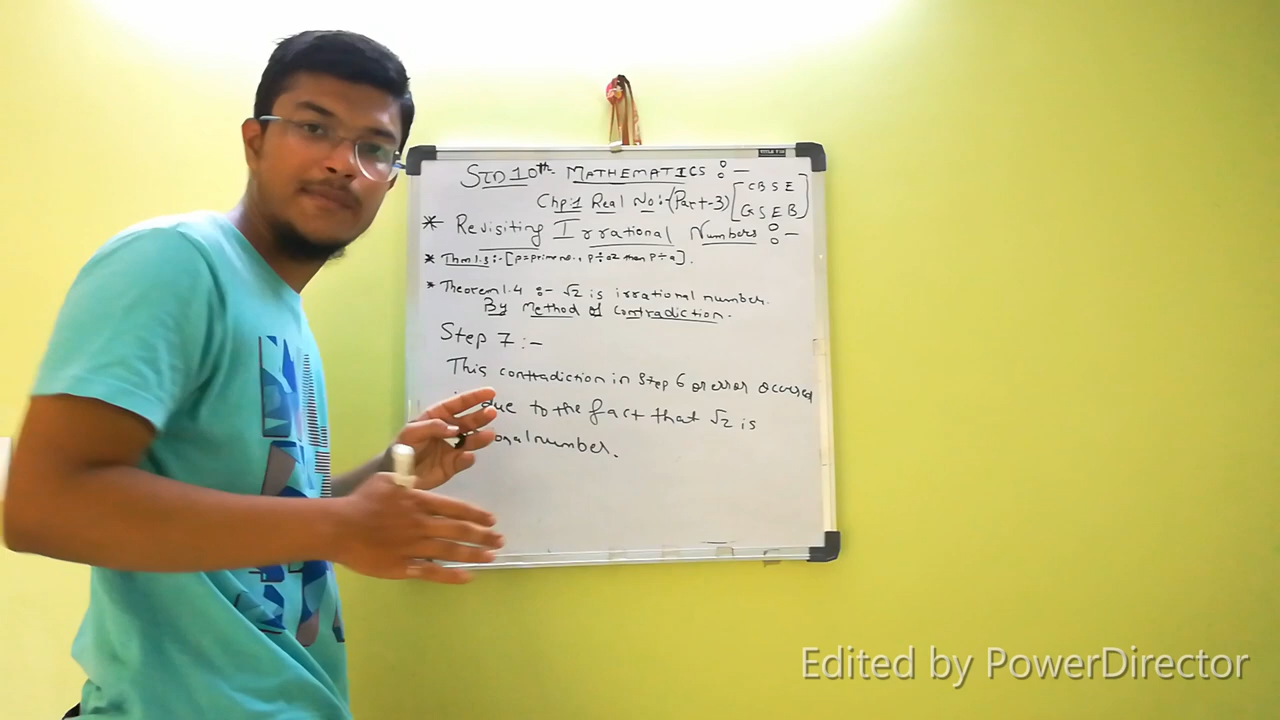 STD 10th MATHEMATICS :-
Chp:1 Real No:-(Part-3) [CBSE
GSEB]
* Revisiting Irrational Numbers :-
* Thm 1.3:- [P=prime no., P÷a2 then P÷a].
* Theorem 1.4 :- √2 is irrational number.
By Method of Contradiction.
Step 7:-
This contradiction in Step 6 or error occured
due to the fact that √2 is
onal number.
Edited by PowerDirector